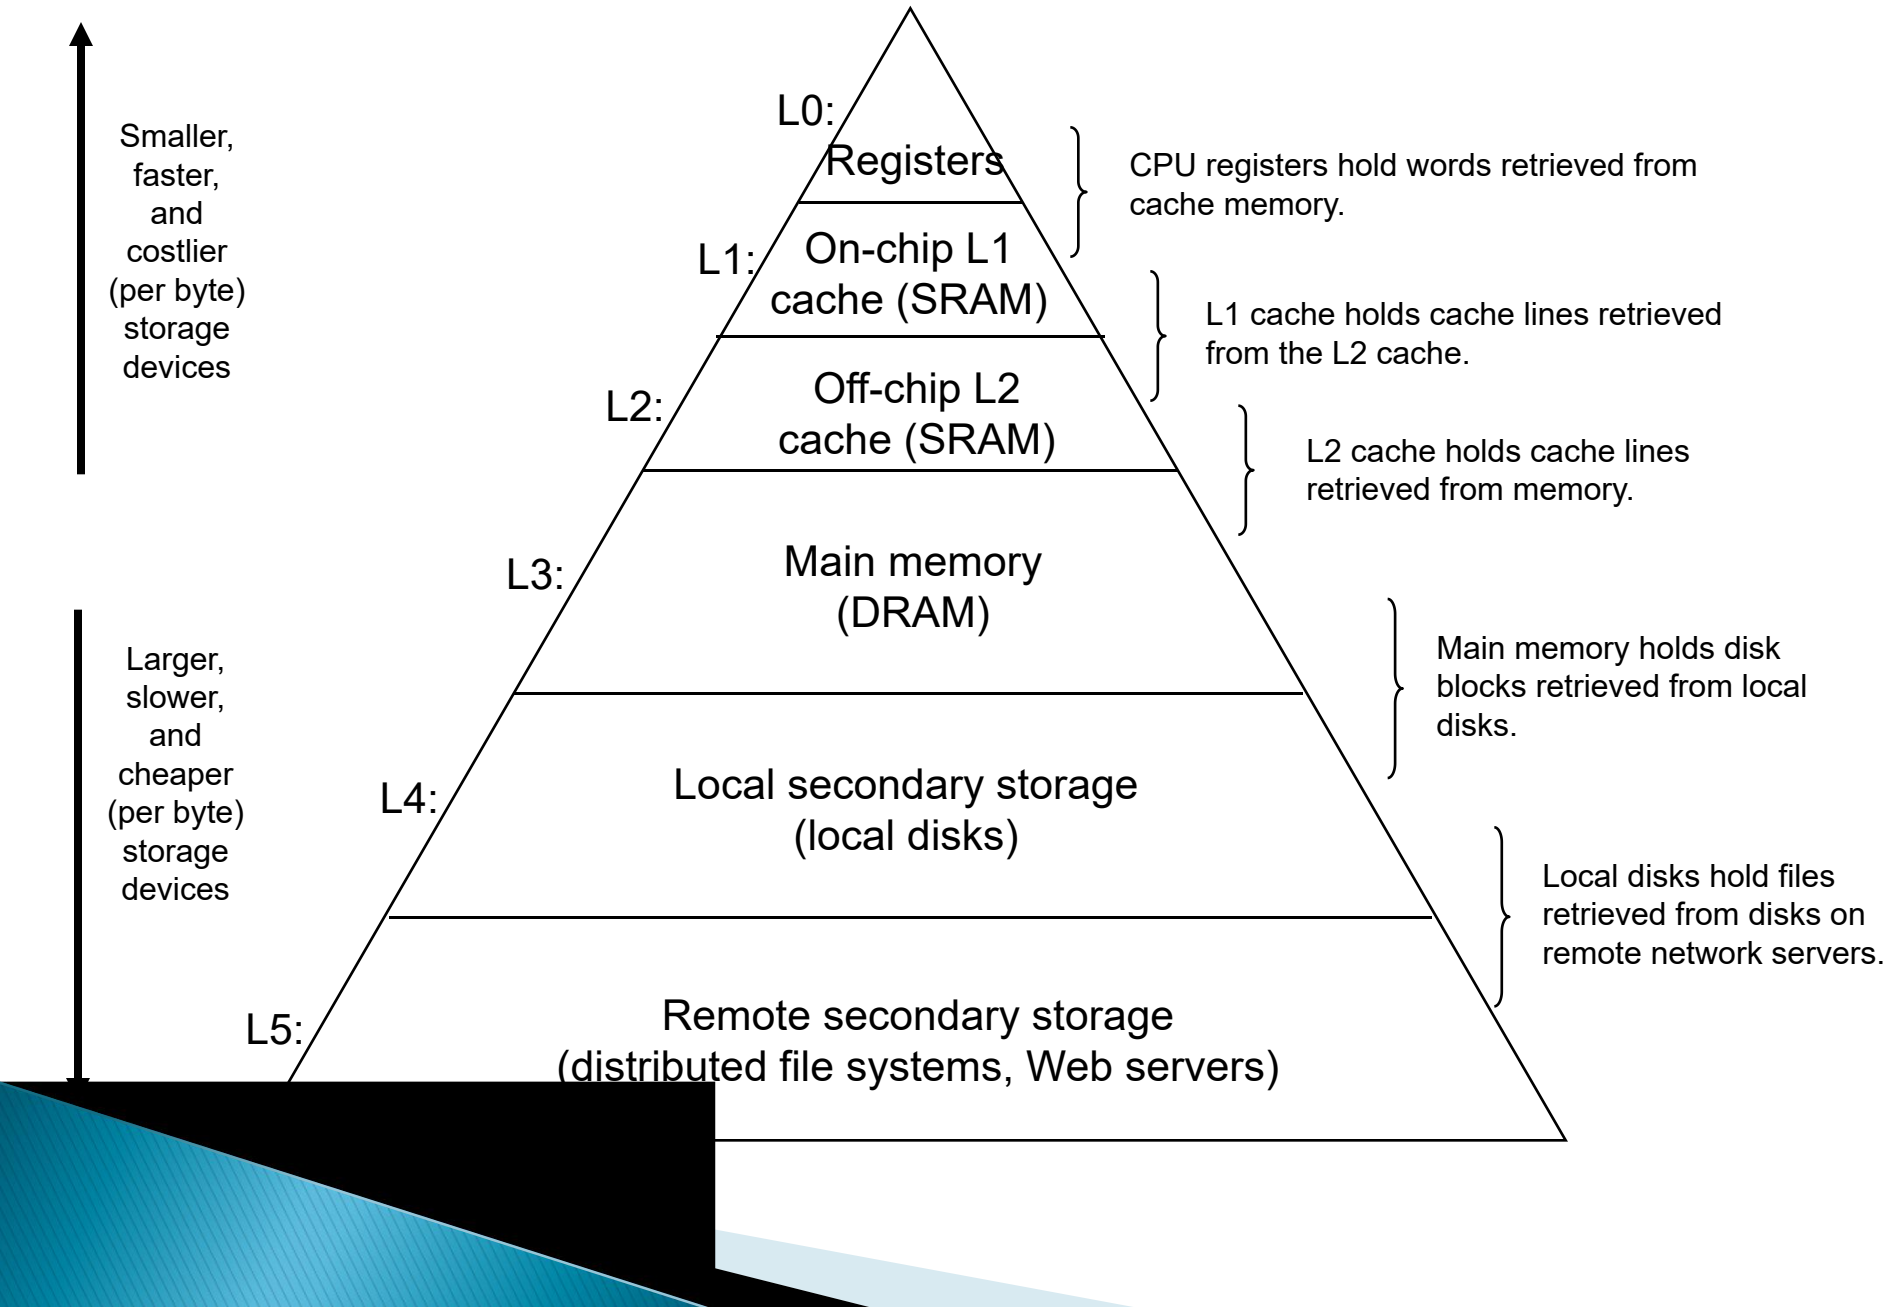 Smaller,
faster,
and
costlier
(per byte)
storage
devices
Larger,
slower,
and
cheaper
(per byte)
storage
devices
L0:
Registers
L1:
On-chip L1
cache (SRAM)
L2:
Off-chip L2
cache (SRAM)
L3:
Main memory
(DRAM)
L4:
Local secondary storage
(local disks)
L5:
Remote secondary storage
(distributed file systems, Web servers)
CPU registers hold words retrieved from
cache memory.
L1 cache holds cache lines retrieved
from the L2 cache.
L2 cache holds cache lines
retrieved from memory.
Main memory holds disk
blocks retrieved from local
disks.
Local disks hold files
retrieved from disks on
remote network servers.